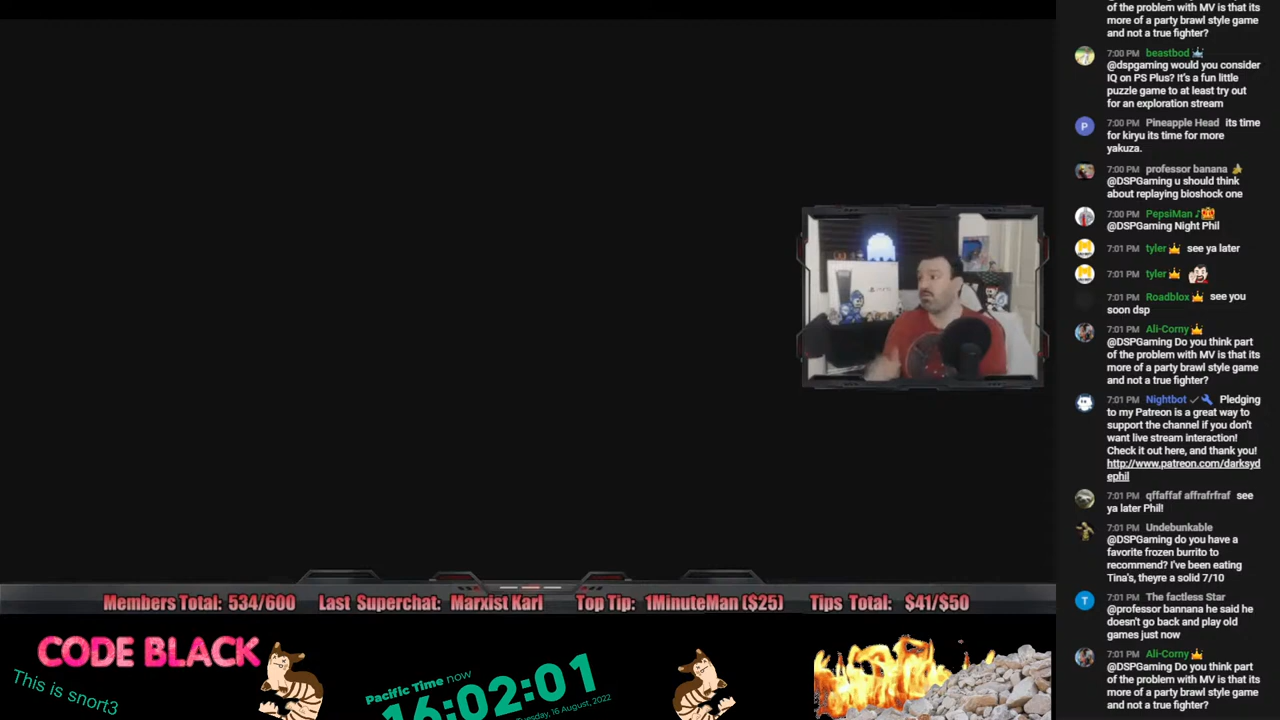 of the problem with MV is that its
more of a party brawl style game
and not a true fighter?
7:00 PM beastbod
@dspgaming would you consider
IQ on PS Plus? It's a fun little
puzzle game to at least try out
for an exploration stream
P 7:00 PM Pineapple Head its time
for kiryu its time for more
yakuza.
7:00 PM professor banana
@DSPGaming u should think
about replaying bioshock one
7:00 PM PepsiMan
@DSPGaming Night Phil
7:01 PM tyler see ya later
7:01 PM tyler
7:01 PM Roadblox see you
soon dsp
7:01 PM Ali-Corny
@DSPGaming Do you think part
of the problem with MV is that its
more of a party brawl style game
and not a true fighter?
7:01 PM Nightbot Pledging
to my Patreon is a great way to
support the channel if you don't
want live stream interaction!
Check it out here, and thank you!
http://www.patreon.com/darksyd
ephil
7:01 PM qffaffaf affrafrfraf see
ya later Phil!
7:01 PM Undebunkable
@DSPGaming do you have a
favorite frozen burrito to
recommend? I've been eating
Tina's, theyre a solid 7/10
T 7:01 PM The factless Star
@professor bannana he said he
doesn't go back and play old
games just now
7:01 PM Ali-Corny
@DSPGaming Do you think part
of the problem with MV is that its
more of a party brawl style game
and not a true fighter?
Members Total: 534/600 Last Superchat: Marxist Karl Top Tip: 1MinuteMan ($25) Tips Total: $41/$50
CODE BLACK
This is snort3
Pacific Time now
16:02:01
Tuesday, 16 August, 2022